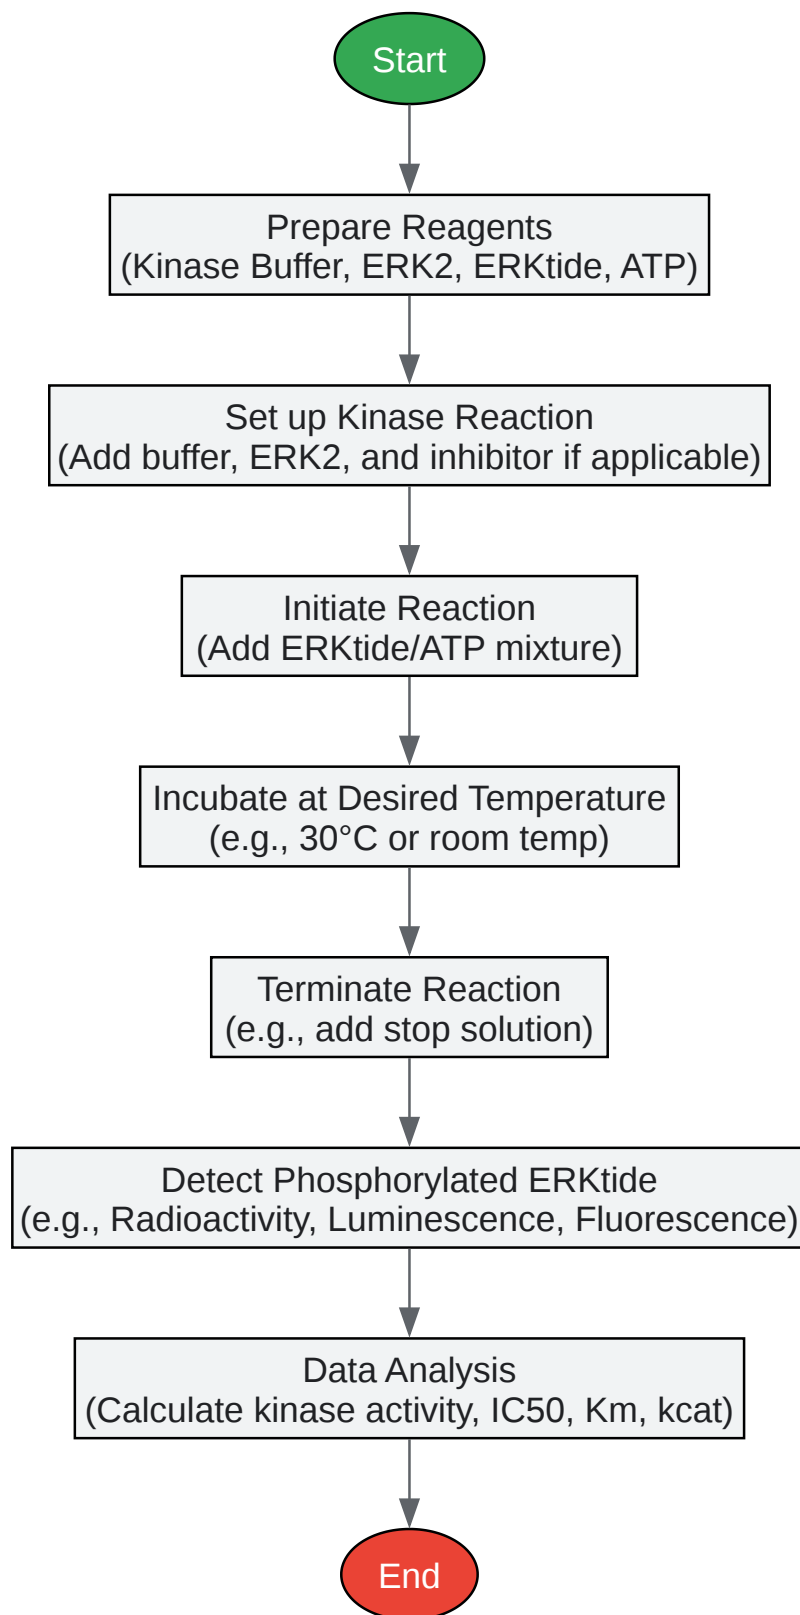 Start
Prepare Reagents
(Kinase Buffer, ERK2, ERKtide, ATP)
Set up Kinase Reaction
(Add buffer, ERK2, and inhibitor if applicable)
Initiate Reaction
(Add ERKtide/ATP mixture)
Incubate at Desired Temperature
(e.g., 30°C or room temp)
Terminate Reaction
(e.g., add stop solution)
Detect Phosphorylated ERKtide
(e.g., Radioactivity, Luminescence, Fluorescence)
Data Analysis
(Calculate kinase activity, IC50, Km, kcat)
End